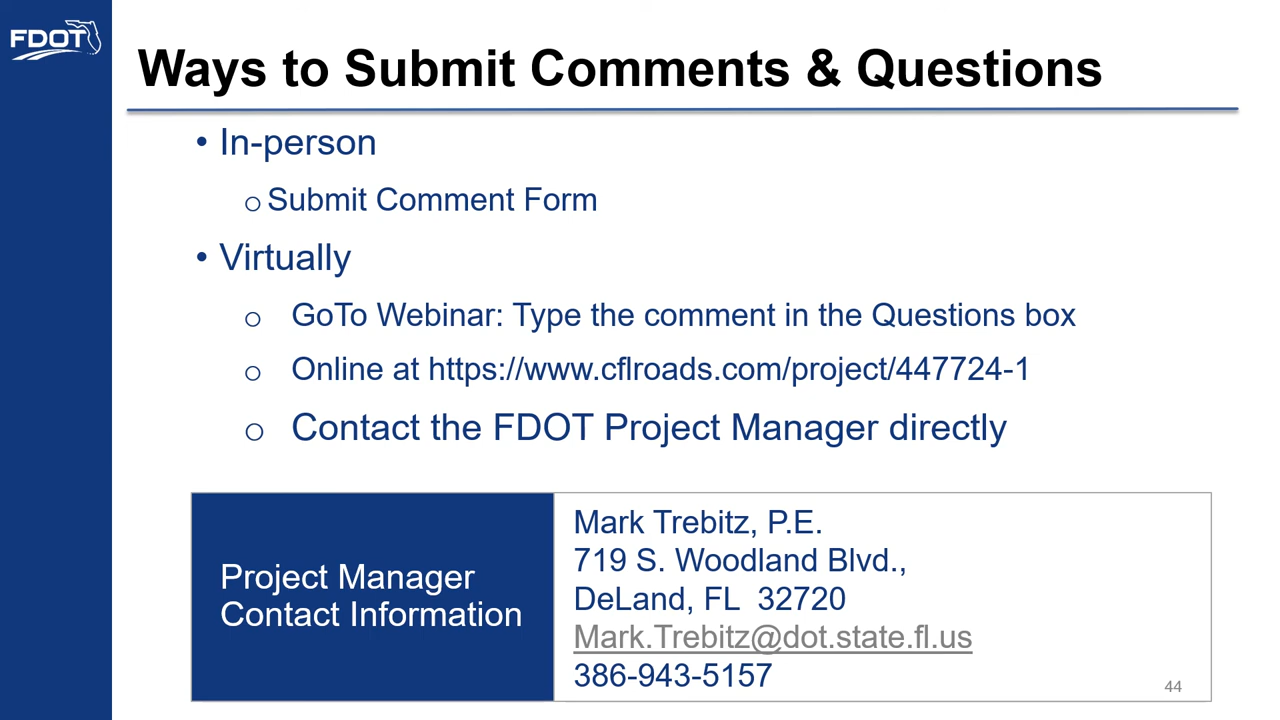 FDOT
Ways to Submit Comments & Questions
• In-person
o Submit Comment Form
• Virtually
o GoTo Webinar: Type the comment in the Questions box
o Online at https://www.cflroads.com/project/447724-1
o Contact the FDOT Project Manager directly
Project Manager
Contact Information
Mark Trebitz, P.E.
719 S. Woodland Blvd.,
DeLand, FL  32720
Mark.Trebitz@dot.state.fl.us
386-943-5157
44